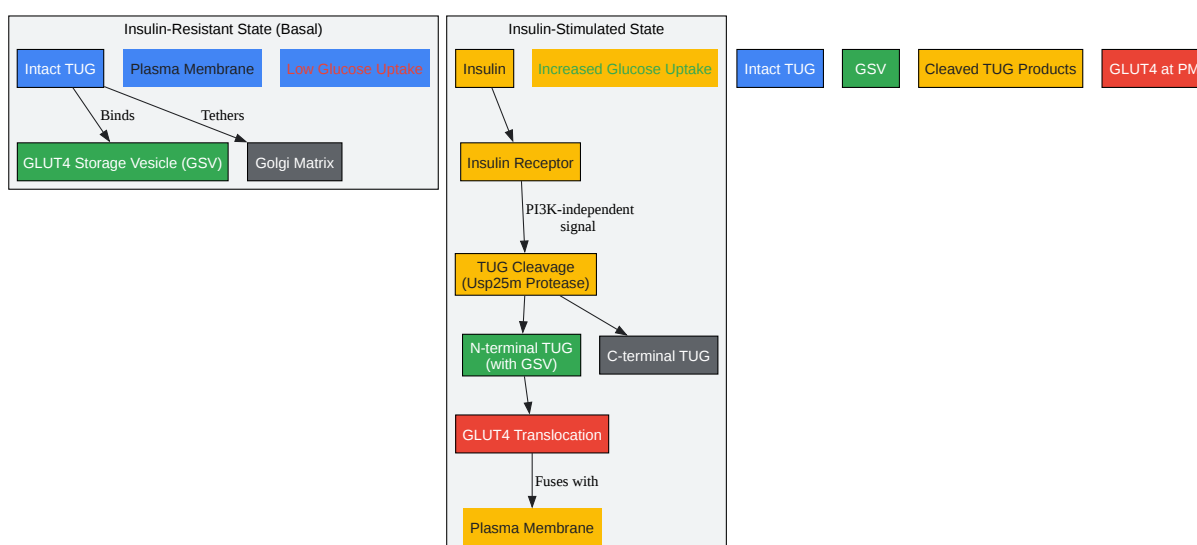 Insulin-Resistant State (Basal)
Intact TUG
Plasma Membrane
Low Glucose Uptake
Binds
Tethers
GLUT4 Storage Vesicle (GSV)
Golgi Matrix
Insulin-Stimulated State
Insulin
Increased Glucose Uptake
Insulin Receptor
PI3K-independent
signal
TUG Cleavage
(Usp25m Protease)
N-terminal TUG
(with GSV)
C-terminal TUG
GLUT4 Translocation
Fuses with
Plasma Membrane
Intact TUG
GSV
Cleaved TUG Products
GLUT4 at PM